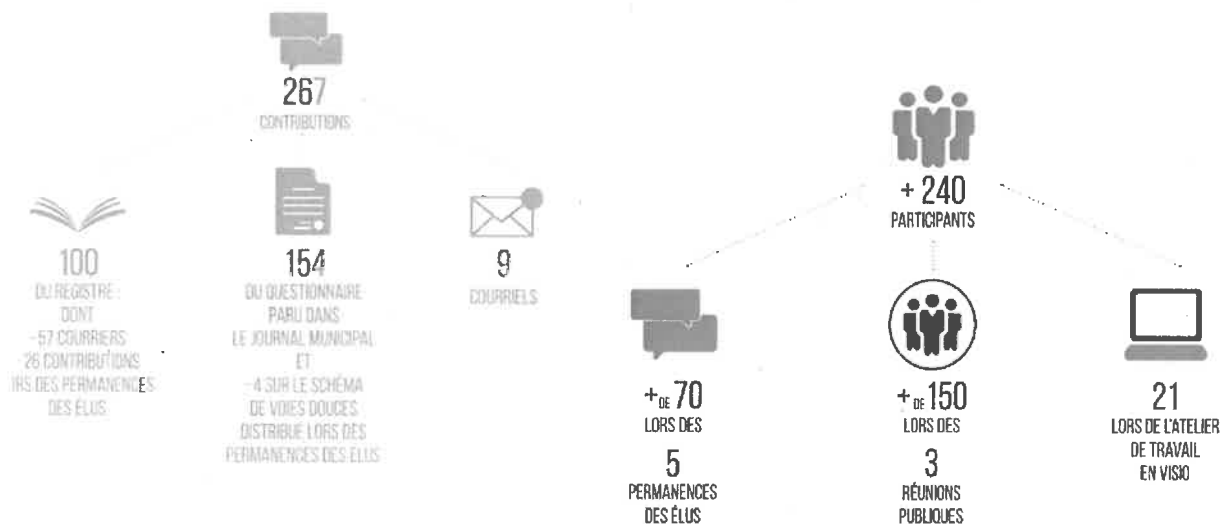 267
CONTRIBUTIONS
100
DU REGISTRE :
DONT
-57 COURRIERS
26 CONTRIBUTIONS
RS DES PERMANENCES
DES ÉLUS
154
DU QUESTIONNAIRE
PARU DANS
LE JOURNAL MUNICIPAL
ET
-4 SUR LE SCHÉMA
DE VOIES DOUCES
DISTRIBUÉ LORS DES
PERMANENCES DES ÉLUS
9
COURRIELS
+ 240
PARTICIPANTS
+ DE 70
LORS DES
5
PERMANENCES
DES ÉLUS
+ DE 150
LORS DES
3
RÉUNIONS
PUBLIQUES
21
LORS DE L'ATELIER
DE TRAVAIL
EN VISIO